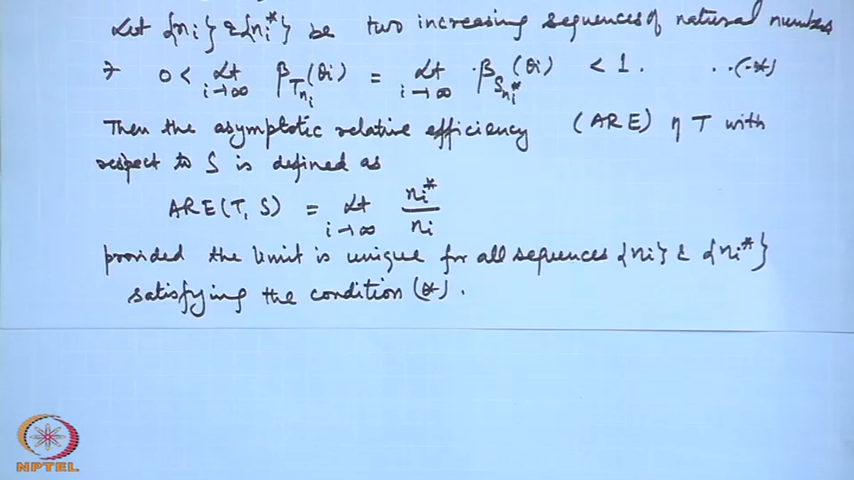 Let {ni} & {ni*} be two increasing sequences of natural numbers
∋ 0 < Lt i→∞ β_{T_{ni}}(θi) = Lt i→∞ β_{S_{ni*}}(θi) < 1. ..(*)
Then the asymptotic relative efficiency (ARE) η T with
respect to S is defined as
ARE(T, S) = Lt i→∞ ni*/ni
provided the limit is unique for all sequences {ni} & {ni*}
satisfying the condition (*).
NPTEL